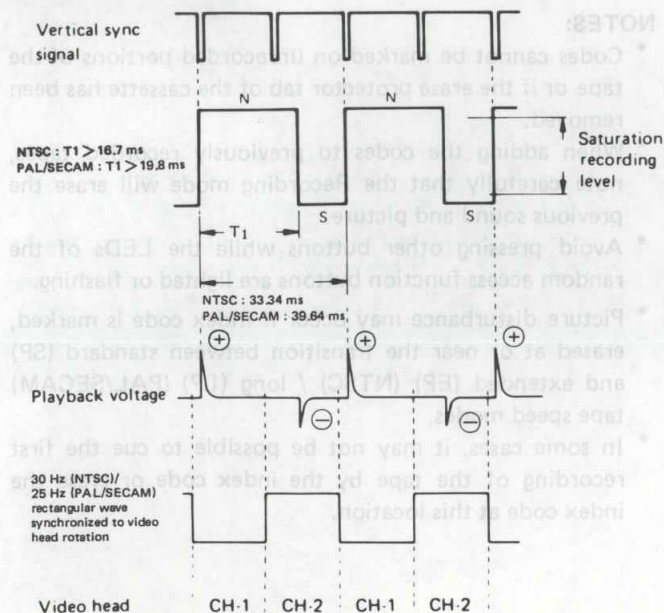 Vertical sync
signal
N
N
NTSC : T1 > 16.7 ms
PAL/SECAM : T1 > 19.8 ms
Saturation
recording
level
S
S
T1
NTSC : 33.34 ms
PAL/SECAM : 39.64 ms
+
+
+
Playback voltage
−
−
30 Hz (NTSC)/
25 Hz (PAL/SECAM)
rectangular wave
synchronized to video
head rotation
Video head
CH-1
CH-2
CH-1
CH-2